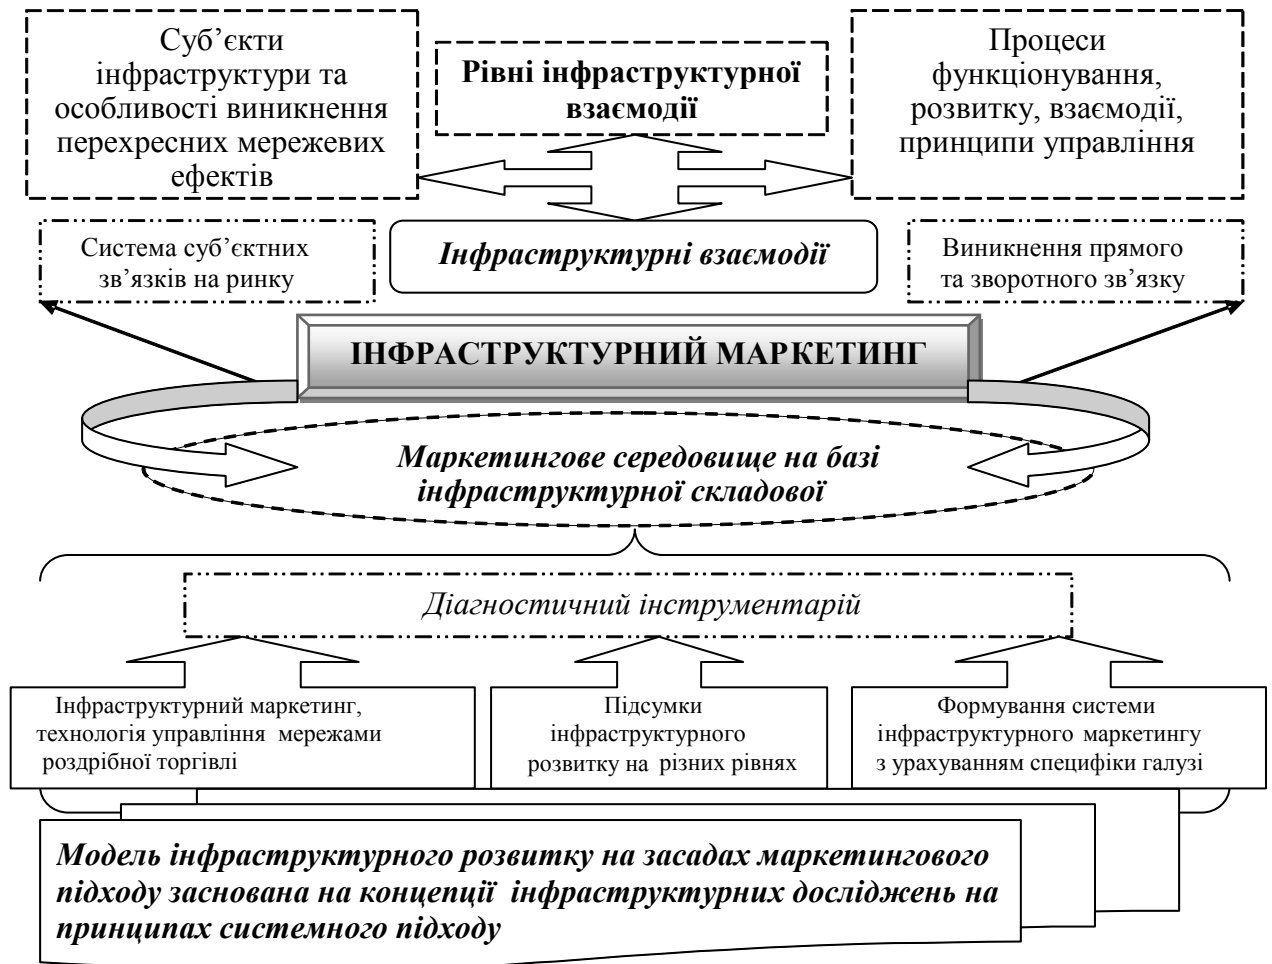 Суб’єкти
інфраструктури та
особливості виникнення
перехресних мережевих
ефектів
Рівні інфраструктурної
взаємодії
Процеси
функціонування,
розвитку, взаємодії,
принципи управління
Система суб’єктних
зв’язків на ринку
Інфраструктурні взаємодії
Виникнення прямого
та зворотного зв’язку
ІНФРАСТРУКТУРНИЙ МАРКЕТИНГ
Маркетингове середовище на базі
інфраструктурної складової
Діагностичний інструментарій
Інфраструктурний маркетинг,
технологія управління мережами
роздрібної торгівлі
Підсумки
інфраструктурного
розвитку на різних рівнях
Формування системи
інфраструктурного маркетингу
з урахуванням специфіки галузі
Модель інфраструктурного розвитку на засадах маркетингового
підходу заснована на концепції інфраструктурних досліджень на
принципах системного підходу